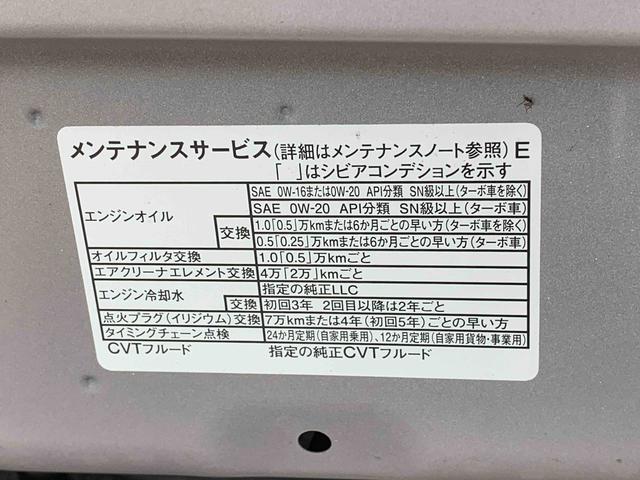 メンテナンスサービス(詳細はメンテナンスノート参照) E
「 」はシビアコンデションを示す
エンジンオイル SAE 0W-16または0W-20 API分類 SN級以上(ターボ車を除く)
SAE 0W-20 API分類 SN級以上(ターボ車)
交換 1.0「0.5」万kmまたは6か月ごとの早い方(ターボ車を除く)
0.5「0.25」万kmまたは6か月ごとの早い方(ターボ車)
オイルフィルタ交換 1.0「0.5」万kmごと
エアクリーナエレメント交換 4万「2万」kmごと
エンジン冷却水 指定の純正LLC
交換 初回3年 2回目以降は2年ごと
点火プラグ(イリジウム)交換 7万kmまたは4年(初回5年)ごとの早い方
タイミングチェーン点検 24か月定期(自家用乗用)、12か月定期(自家用貨物・事業用)
CVTフルード 指定の純正CVTフルード